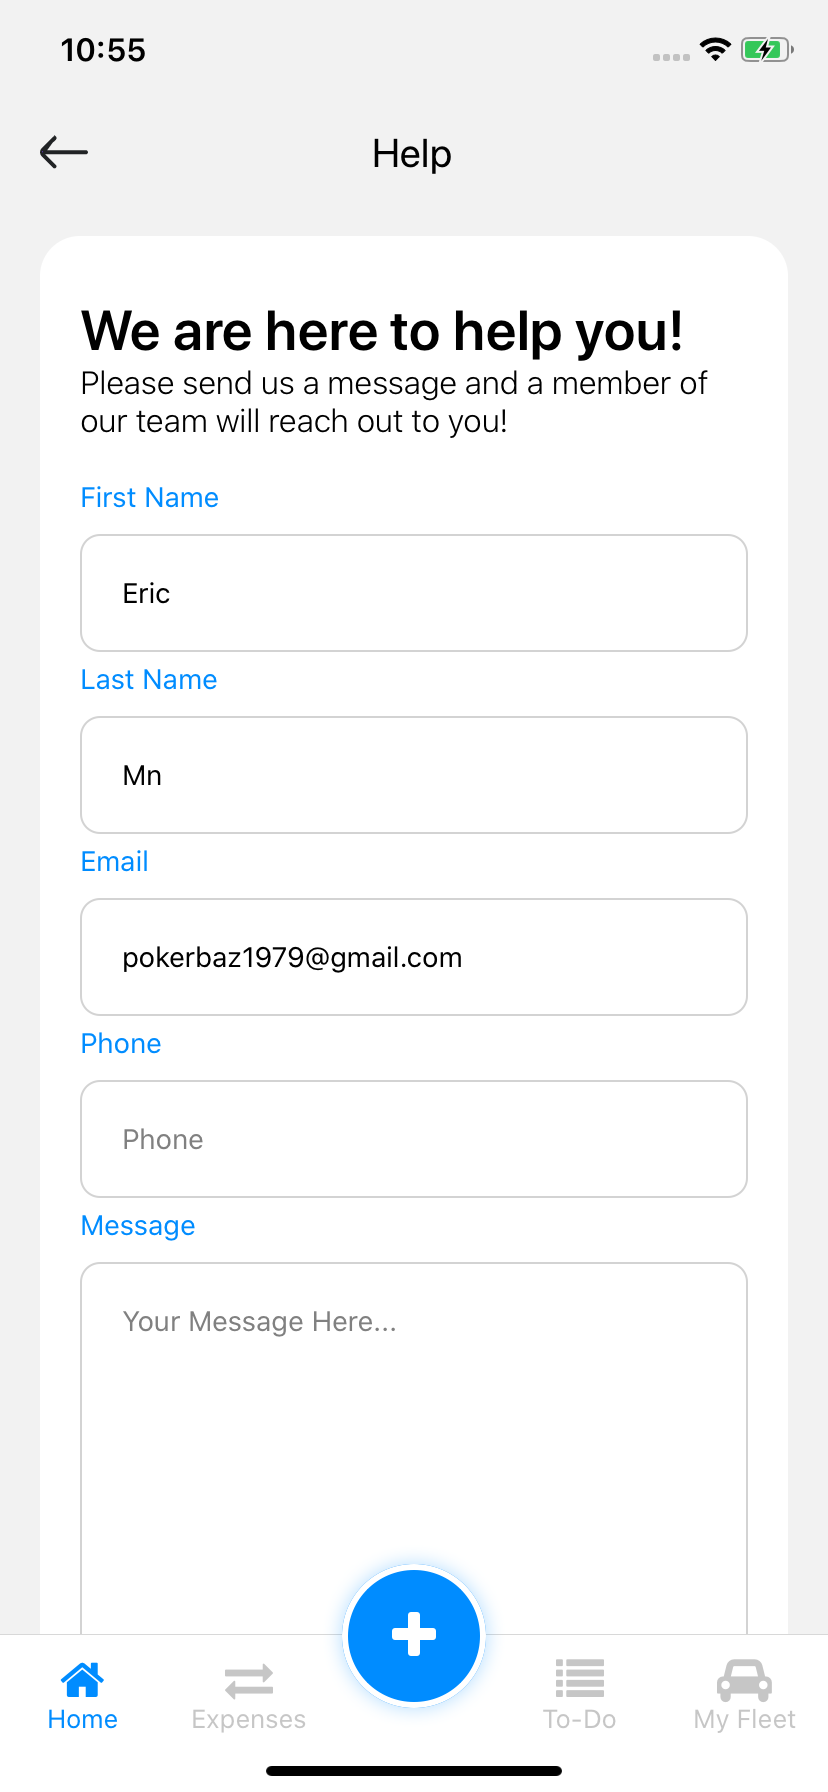 10:55
Help
We are here to help you!
Please send us a message and a member of
our team will reach out to you!
First Name
Eric
Last Name
Mn
Email
pokerbaz1979@gmail.com
Phone
Phone
Message
Your Message Here...
Home
Expenses
To-Do
My Fleet